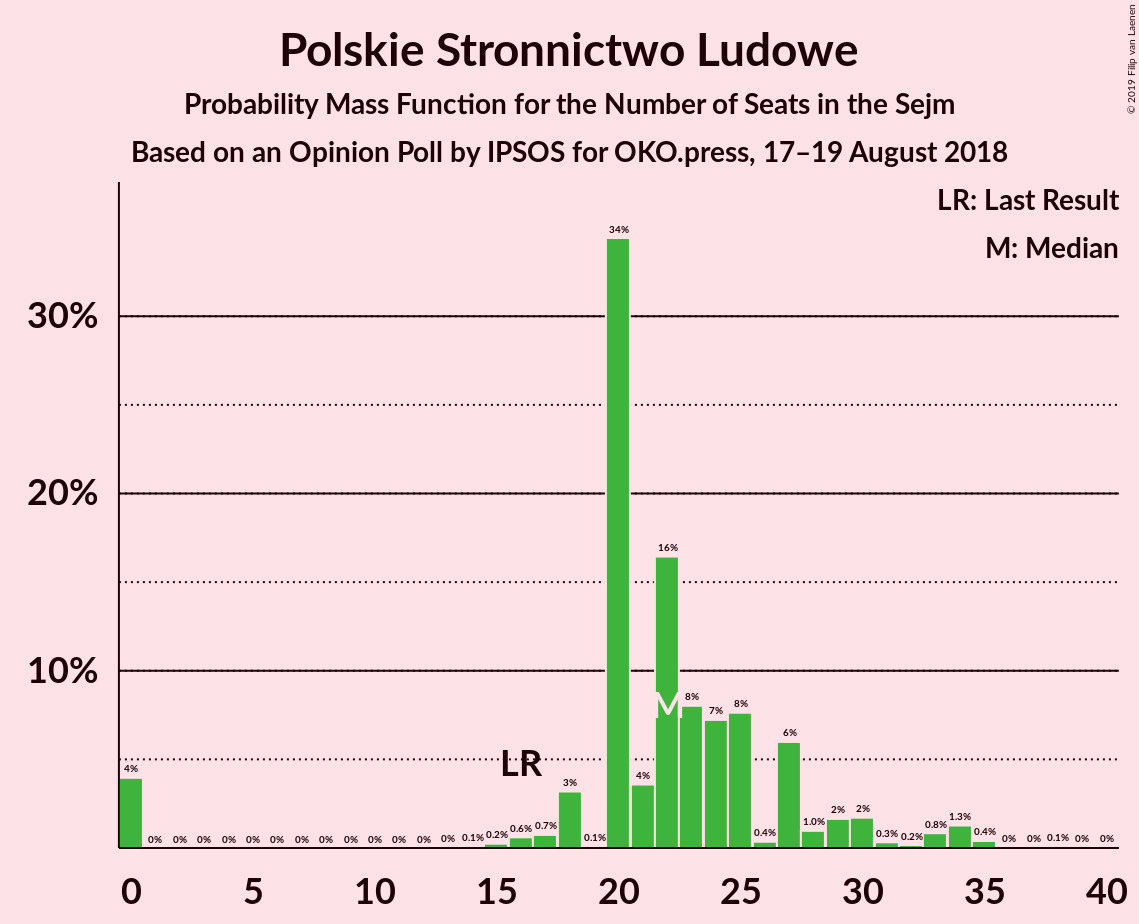 Polskie Stronnictwo Ludowe
Probability Mass Function for the Number of Seats in the Sejm
Based on an Opinion Poll by IPSOS for OKO.press, 17–19 August 2018
© 2019 Filip van Laenen
LR: Last Result
M: Median
30%
20%
10%
4% 0% 0% 0% 0% 0% 0% 0% 0% 0% 0% 0% 0% 0% 0.1% 0.2% 0.6% 0.7% 3% 0.1% 34% 4% 16% 8% 7% 8% 0.4% 6% 1.0% 2% 2% 0.3% 0.2% 0.8% 1.3% 0.4% 0% 0% 0.1% 0% 0%
LR
M
0 5 10 15 20 25 30 35 40